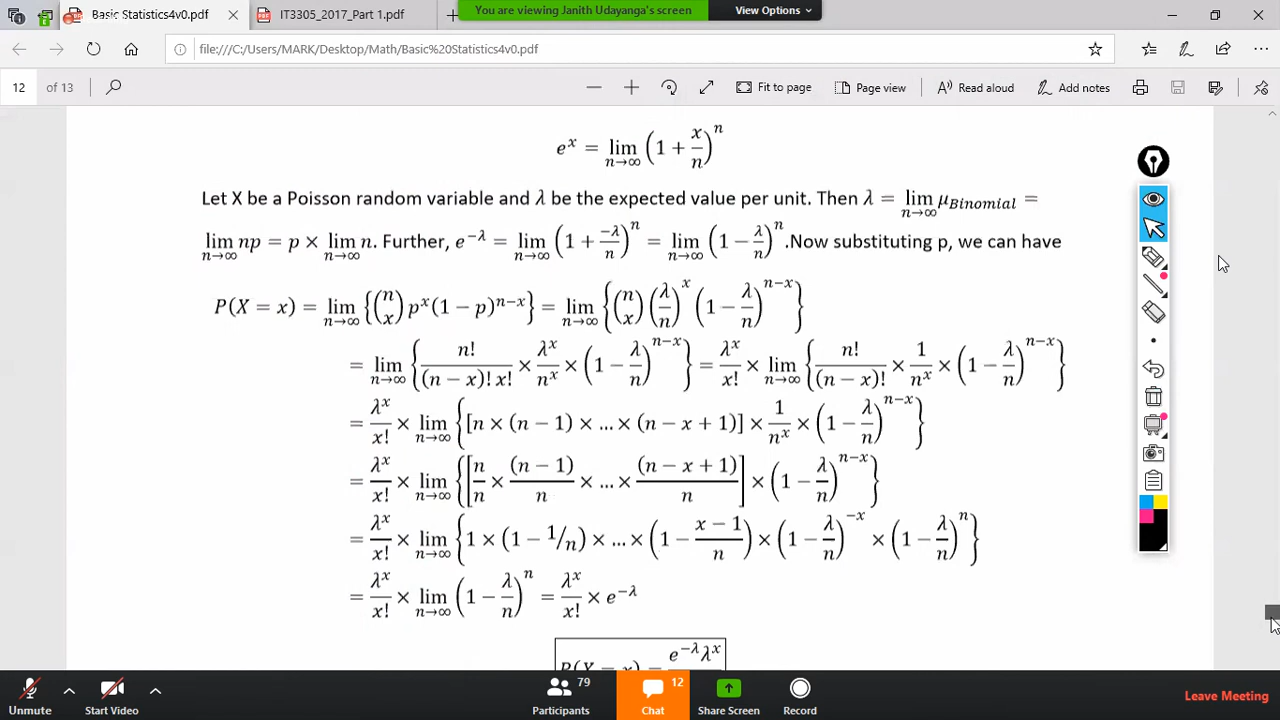 Basic Statistics4v0.pdf
IT3305_2017_Part 1.pdf
You are viewing Janith Udayanga's screen
View Options
file:///C:/Users/MARK/Desktop/Math/Basic%20Statistics4v0.pdf
12 of 13
Fit to page
Page view
Read aloud
Add notes
e^x = lim_{n→∞} (1 + x/n)^n
Let X be a Poisson random variable and λ be the expected value per unit. Then λ = lim_{n→∞} μ_{Binomial} =
lim_{n→∞} np = p × lim_{n→∞} n. Further, e^{−λ} = lim_{n→∞} (1 + −λ/n)^n = lim_{n→∞} (1 − λ/n)^n.Now substituting p, we can have
P(X = x) = lim_{n→∞} {(n x) p^x(1 − p)^{n−x}} = lim_{n→∞} {(n x) (λ/n)^x (1 − λ/n)^{n−x}}
= lim_{n→∞} {n!/(n − x)! x! × λ^x/n^x × (1 − λ/n)^{n−x}} = λ^x/x! × lim_{n→∞} {n!/(n − x)! × 1/n^x × (1 − λ/n)^{n−x}}
= λ^x/x! × lim_{n→∞} {[n × (n − 1) × … × (n − x + 1)] × 1/n^x × (1 − λ/n)^{n−x}}
= λ^x/x! × lim_{n→∞} {[n/n × (n − 1)/n × … × (n − x + 1)/n] × (1 − λ/n)^{n−x}}
= λ^x/x! × lim_{n→∞} {1 × (1 − 1/n) × … × (1 − x − 1/n) × (1 − λ/n)^{−x} × (1 − λ/n)^n}
= λ^x/x! × lim_{n→∞} (1 − λ/n)^n = λ^x/x! × e^{−λ}
P(X = x) = e^{−λ}λ^x
79
12
Unmute
Start Video
Participants
Chat
Share Screen
Record
Leave Meeting